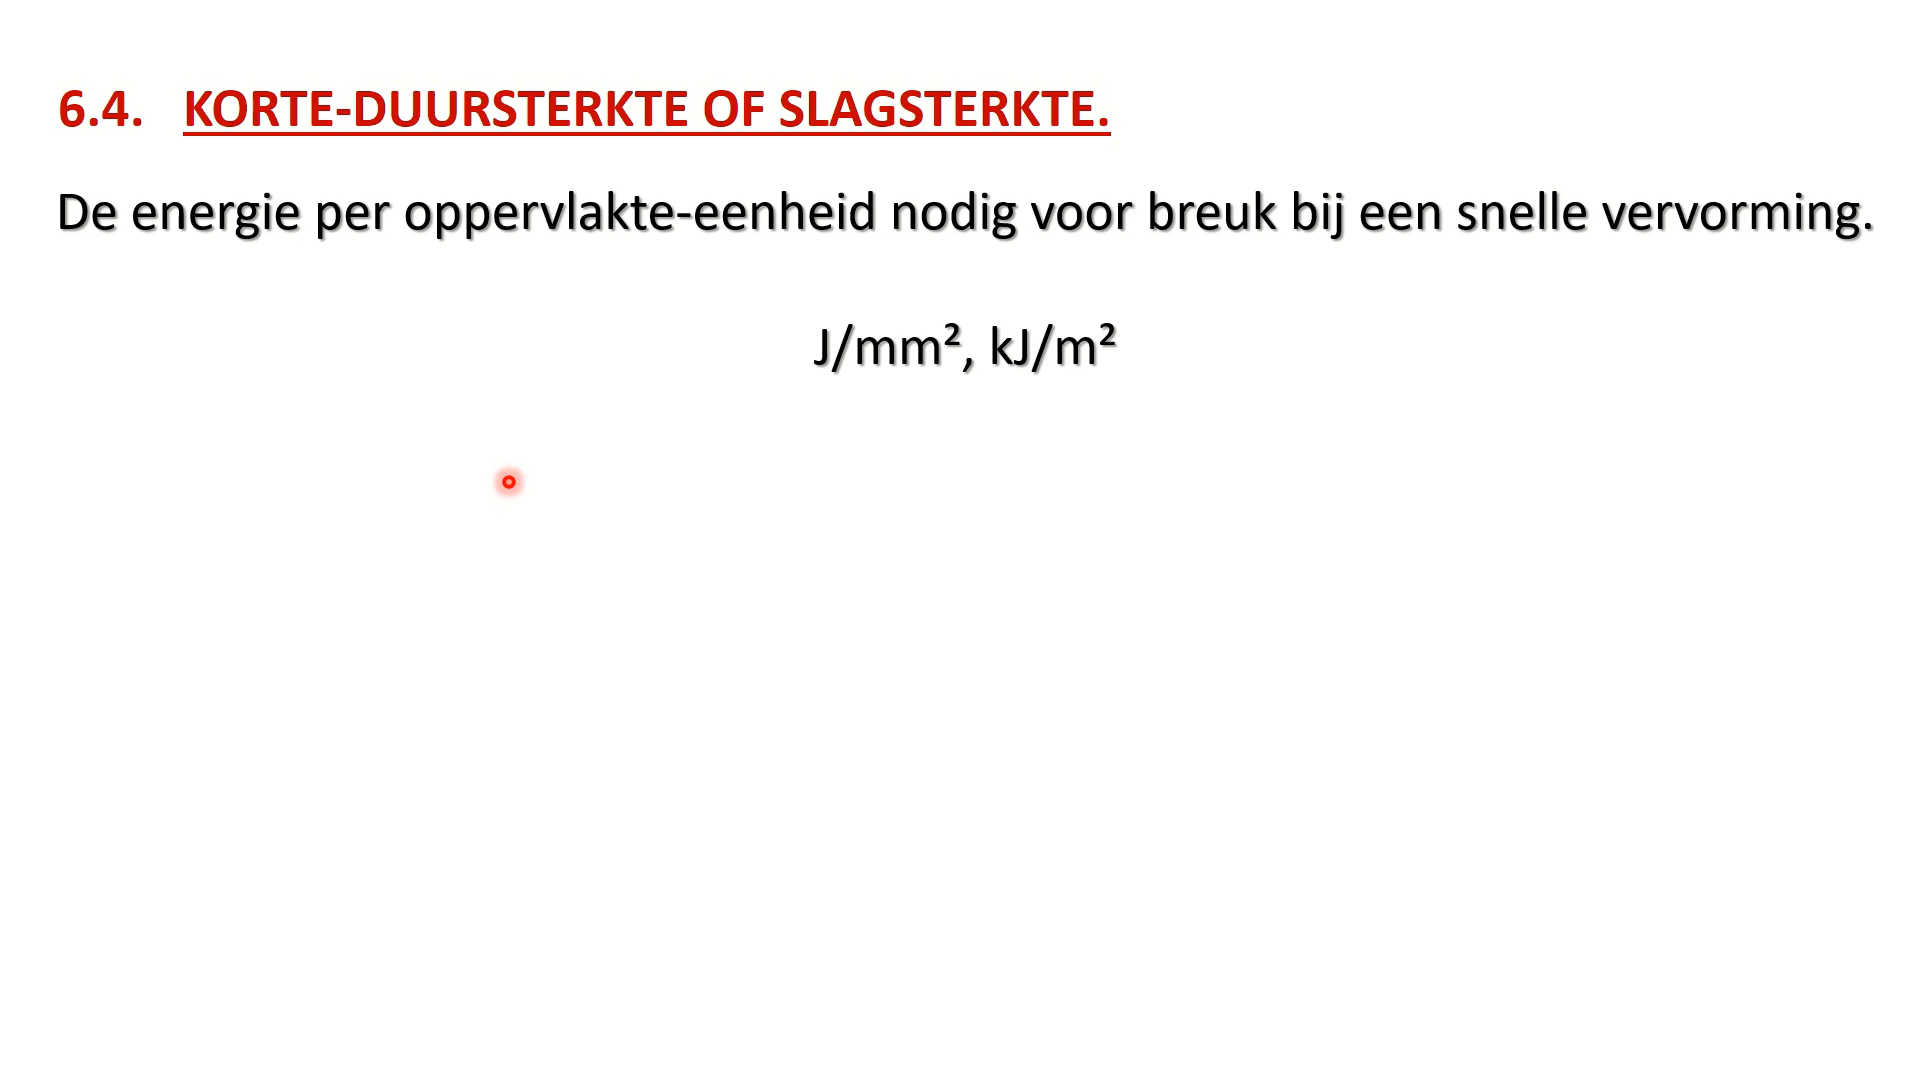 6.4. KORTE-DUURSTERKTE OF SLAGSTERKTE.
De energie per oppervlakte-eenheid nodig voor breuk bij een snelle vervorming.
J/mm², kJ/m²